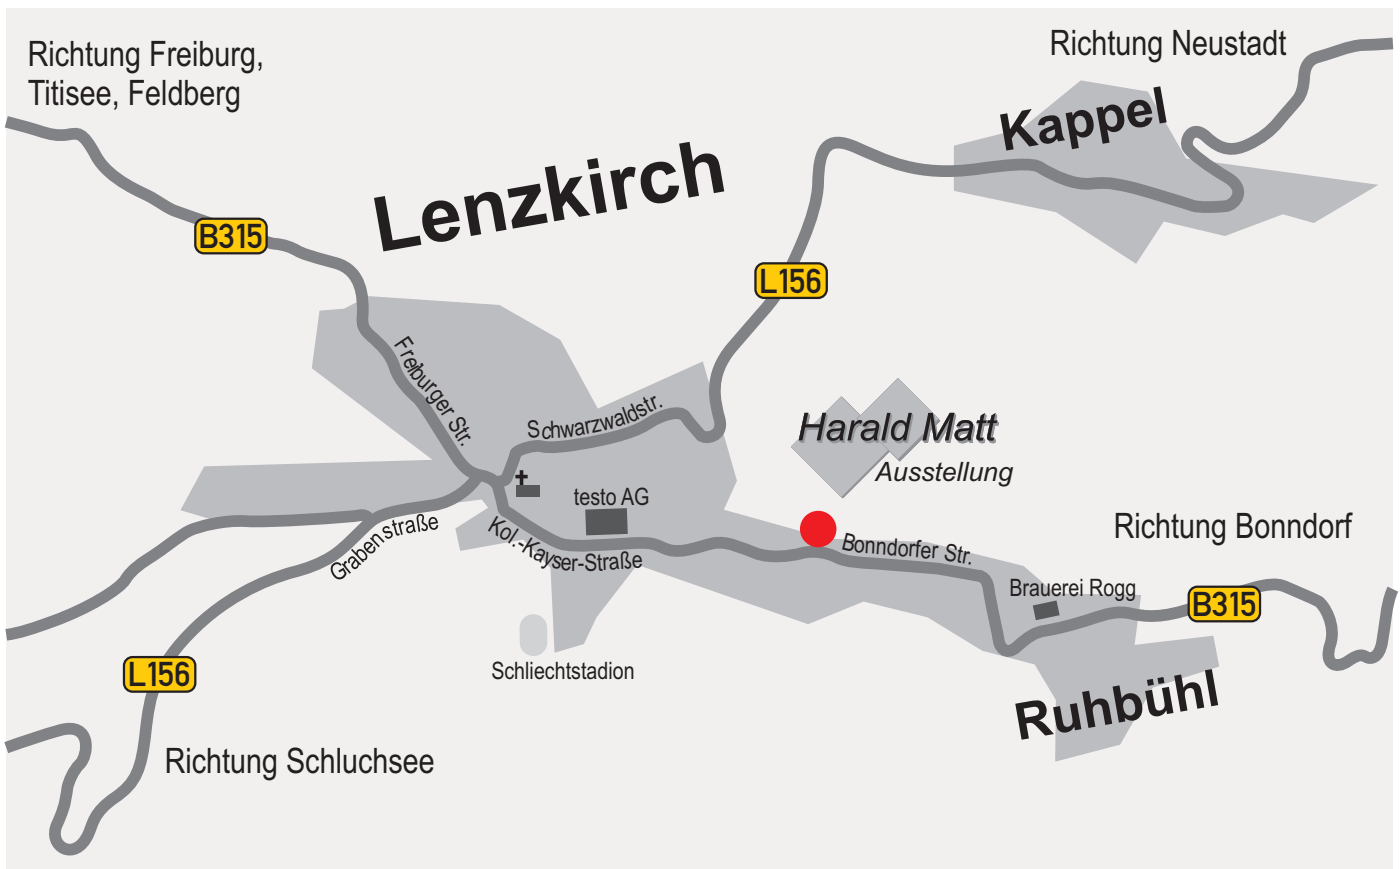 Richtung Freiburg,
Titisee, Feldberg
Richtung Neustadt
Kappel
Lenzkirch
B315
L156
Freiburger Str.
Schwarzwaldstr.
Harald Matt
Ausstellung
testo AG
Grabenstraße
Kol.-Kayser-Straße
Bonndorfer Str.
Richtung Bonndorf
Brauerei Rogg
B315
Schliechtstadion
L156
Ruhbühl
Richtung Schluchsee